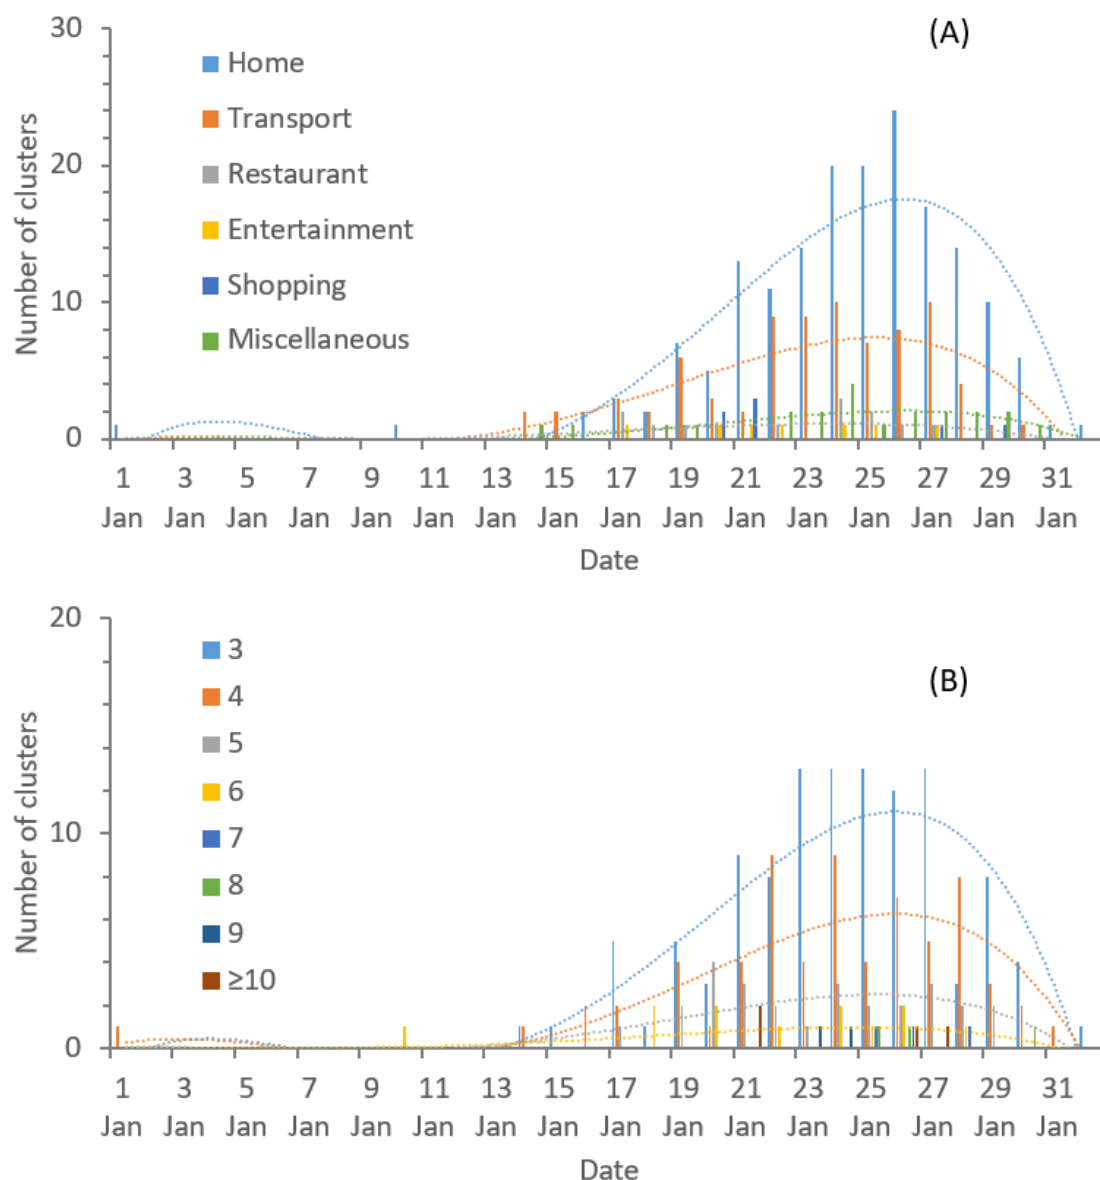 (A)
30
20
10
0
Number of clusters
Home
Transport
Restaurant
Entertainment
Shopping
Miscellaneous
1 3 5 7 9 11 13 15 17 19 21 23 25 27 29 31
Jan Jan Jan Jan Jan Jan Jan Jan Jan Jan Jan Jan Jan Jan Jan Jan
Date
(B)
20
10
0
Number of clusters
3
4
5
6
7
8
9
≥10
1 3 5 7 9 11 13 15 17 19 21 23 25 27 29 31
Jan Jan Jan Jan Jan Jan Jan Jan Jan Jan Jan Jan Jan Jan Jan Jan
Date